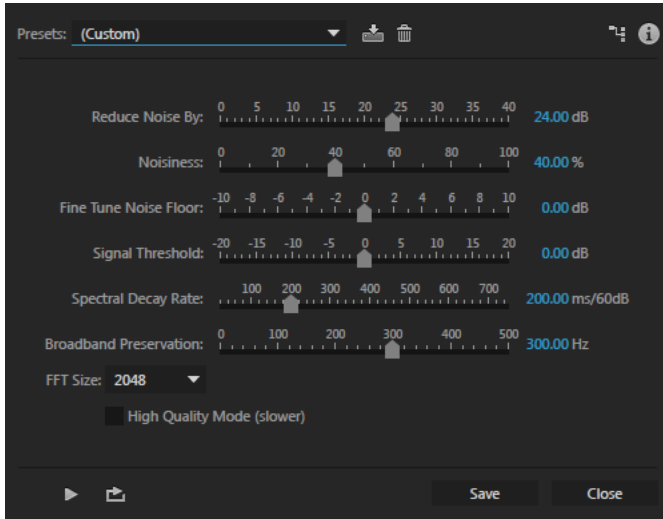 Presets: (Custom)
0 5 10 15 20 25 30 35 40
Reduce Noise By: 24.00 dB
0 20 40 60 80 100
Noisiness: 40.00 %
-10 -8 -6 -4 -2 0 2 4 6 8 10
Fine Tune Noise Floor: 0.00 dB
-20 -15 -10 -5 0 5 10 15 20
Signal Threshold: 0.00 dB
100 200 300 400 500 600 700
Spectral Decay Rate: 200.00 ms/60dB
0 100 200 300 400 500
Broadband Preservation: 300.00 Hz
FFT Size: 2048
High Quality Mode (slower)
Save Close